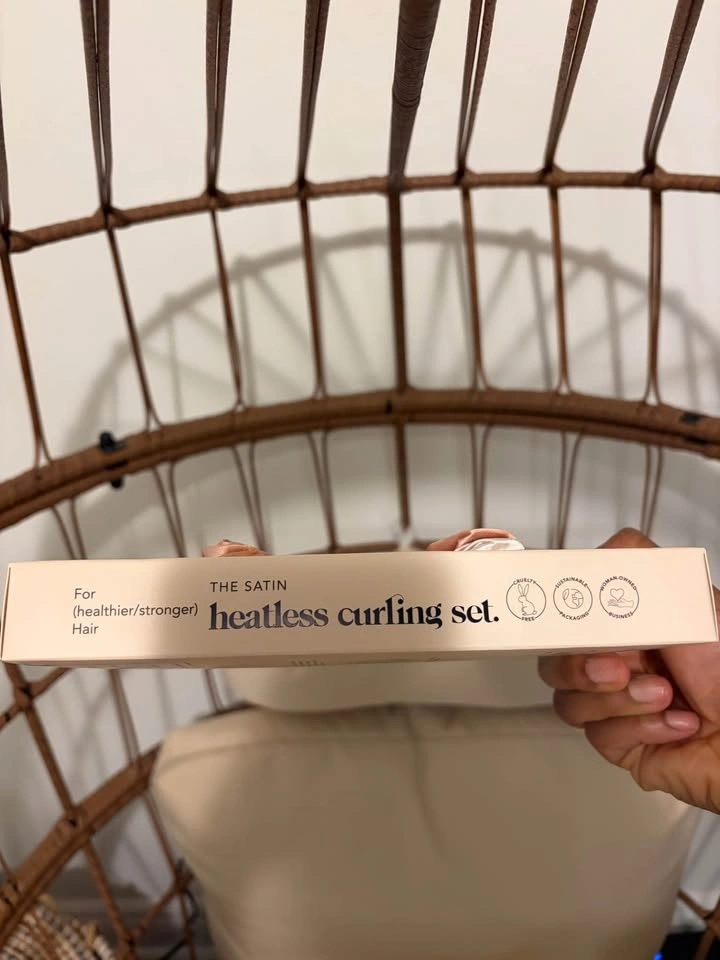 For
(healthier/stronger)
Hair
THE SATIN
heatless curling set.
CRUELTY
FREE
SUSTAINABLE
PACKAGING
WOMAN-OWNED
BUSINESS